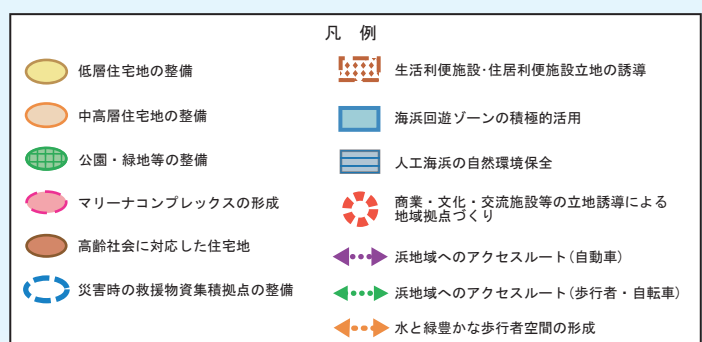 凡 例
低層住宅地の整備
中高層住宅地の整備
公園・緑地等の整備
マリーナコンプレックスの形成
高齢社会に対応した住宅地
災害時の救援物資集積拠点の整備
生活利便施設・住居利便施設立地の誘導
海浜回遊ゾーンの積極的活用
人工海浜の自然環境保全
商業・文化・交流施設等の立地誘導による
地域拠点づくり
浜地域へのアクセスルート(自動車)
浜地域へのアクセスルート(歩行者・自転車)
水と緑豊かな歩行者空間の形成